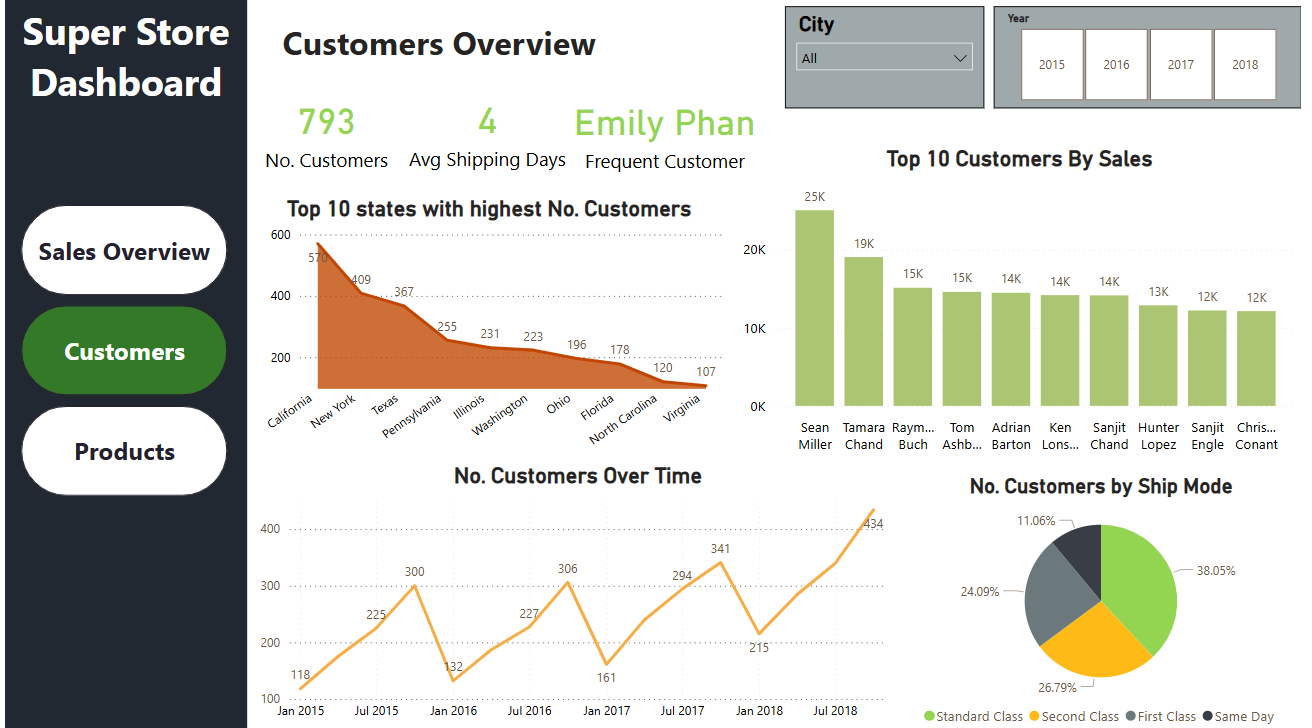 Super Store
Dashboard
Sales Overview
Customers
Products
Customers Overview
City
All
Year
2015
2016
2017
2018
793
No. Customers
4
Avg Shipping Days
Emily Phan
Frequent Customer
Top 10 states with highest No. Customers
600
400
200
570
409
367
255
231
223
196
178
120
107
California
New York
Texas
Pennsylvania
Illinois
Washington
Ohio
Florida
North Carolina
Virginia
Top 10 Customers By Sales
20K
10K
0K
25K
19K
15K
15K
14K
14K
14K
13K
12K
12K
Sean
Miller
Tamara
Chand
Raym...
Buch
Tom
Ashb...
Adrian
Barton
Ken
Lons...
Sanjit
Chand
Hunter
Lopez
Sanjit
Engle
Chris...
Conant
No. Customers Over Time
400
300
200
100
118
225
300
132
227
306
161
294
341
215
434
Jan 2015
Jul 2015
Jan 2016
Jul 2016
Jan 2017
Jul 2017
Jan 2018
Jul 2018
No. Customers by Ship Mode
11.06%
38.05%
24.09%
26.79%
Standard Class
Second Class
First Class
Same Day